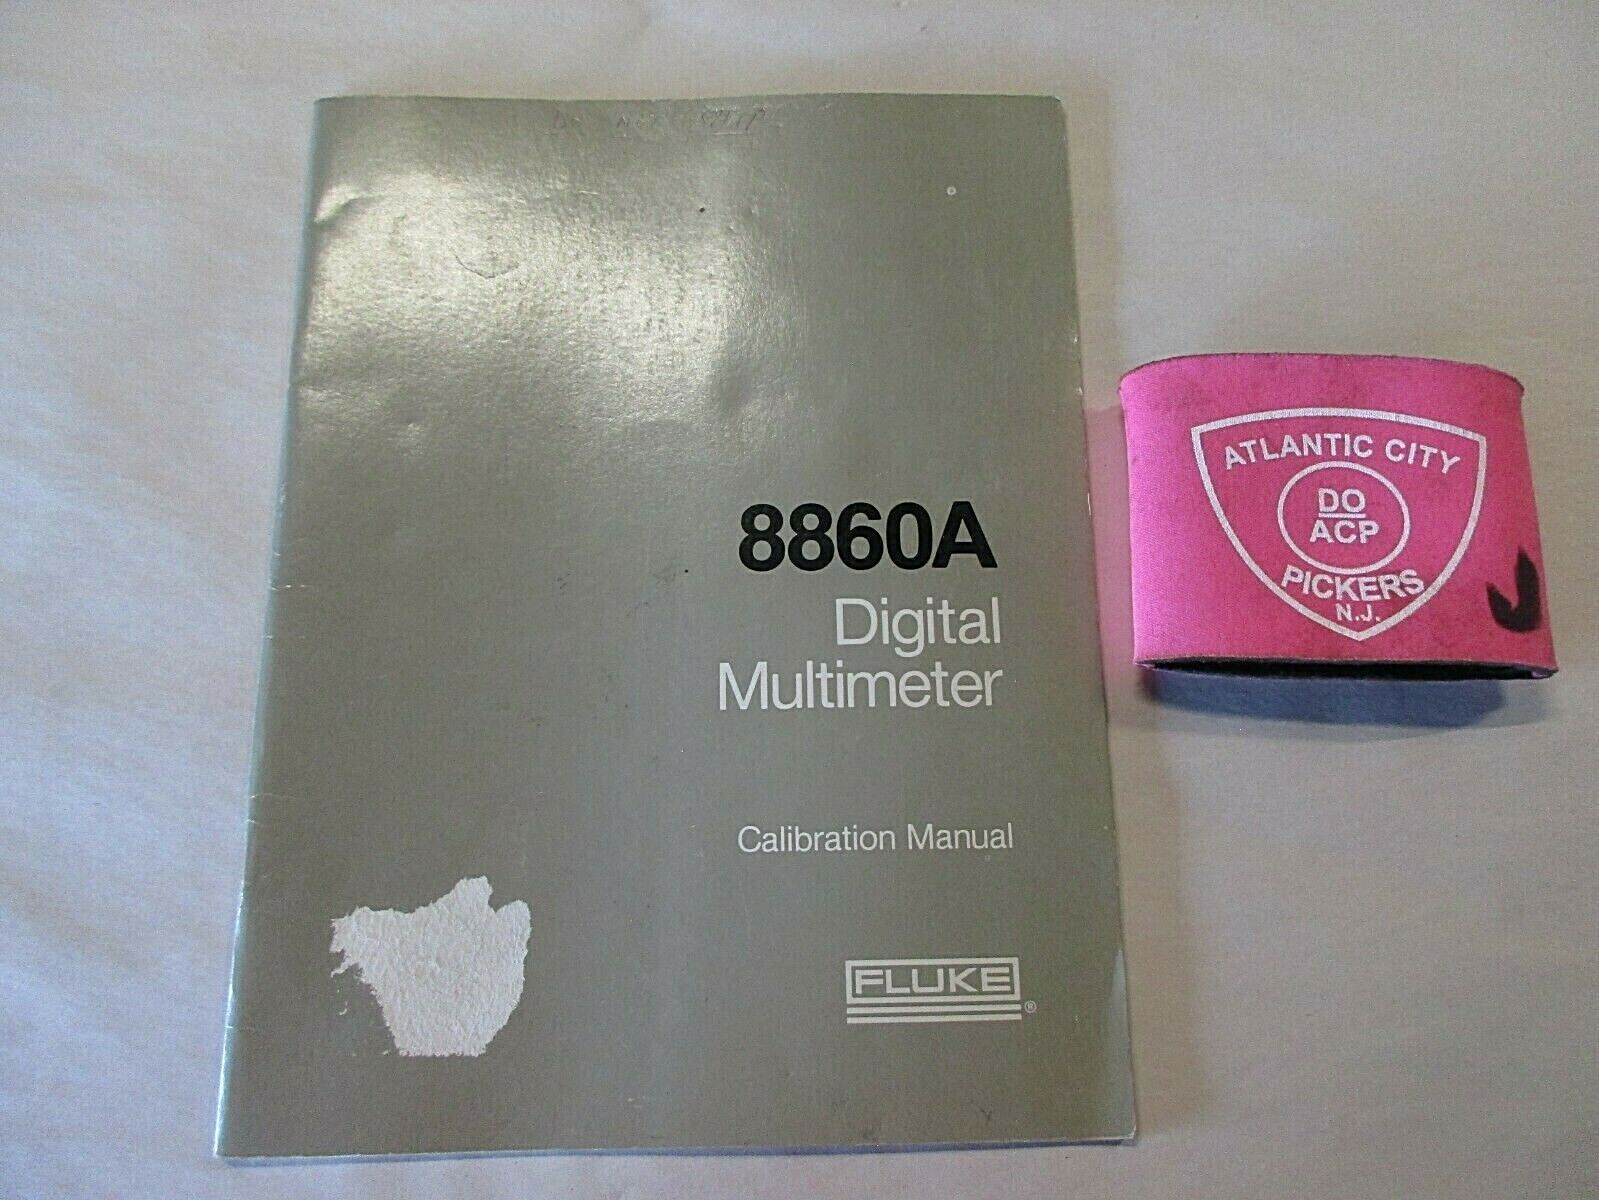 8860A
Digital
Multimeter
Calibration Manual
FLUKE
®
ATLANTIC CITY
DO
ACP
PICKERS
N.J.